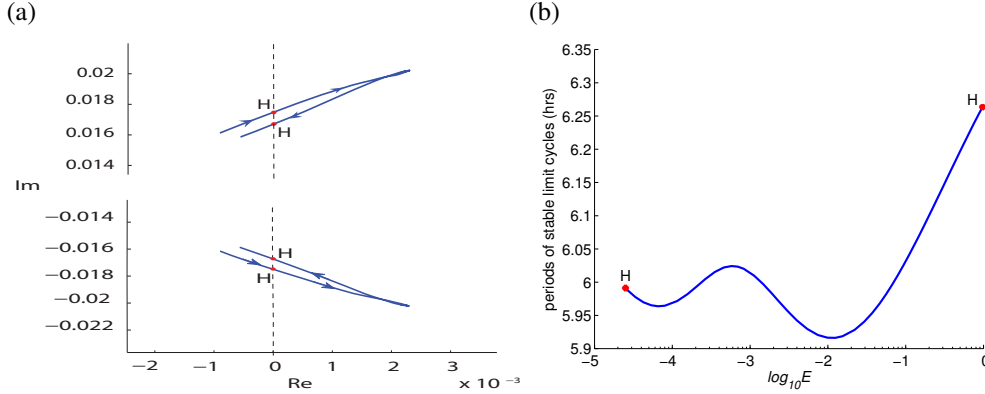 (a)
0.02
0.018
0.016
0.014
H
H
Im
−0.014
−0.016
−0.018
−0.02
−0.022
H
H
−2
−1
0
1
2
3
Re
× 10 −3
(b)
periods of stable limit cycles (hrs)
6.35
6.3
6.25
6.2
6.15
6.1
6.05
6
5.95
5.9
H
H
−5
−4
−3
−2
−1
0
log10E